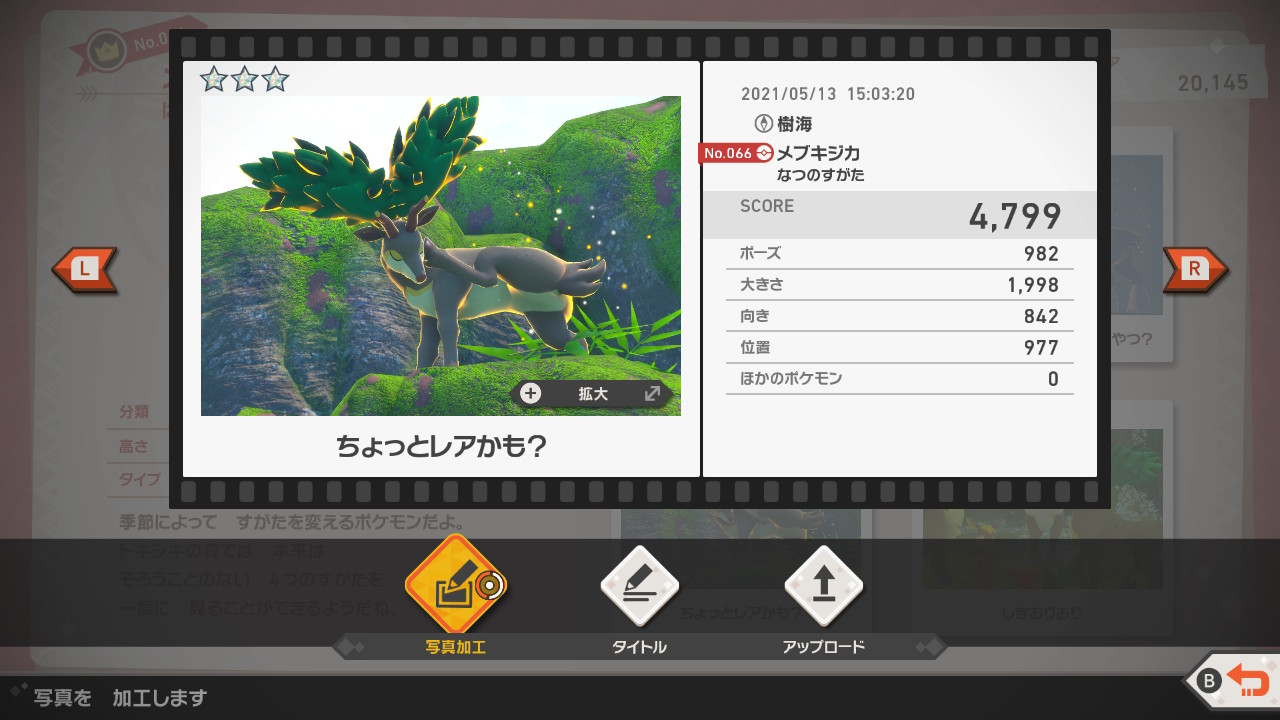 No.0
20,145
2021/05/13 15:03:20
樹海
No.066 メブキジカ
なつのすがた
SCORE 4,799
ポーズ 982
大きさ 1,998
向き 842
位置 977
ほかのポケモン 0
L
R
拡大
ちょっとレアかも?
やつ?
分類
高さ
タイプ
季節によって すがたを変えるポケモンだよ。
トキシキの森では 本来は
そろうことのない 4つのすがたを
一度に 見ることができるようだね。
ちょっとレアかも?
しきおりおり
写真加工
タイトル
アップロード
写真を 加工します
B